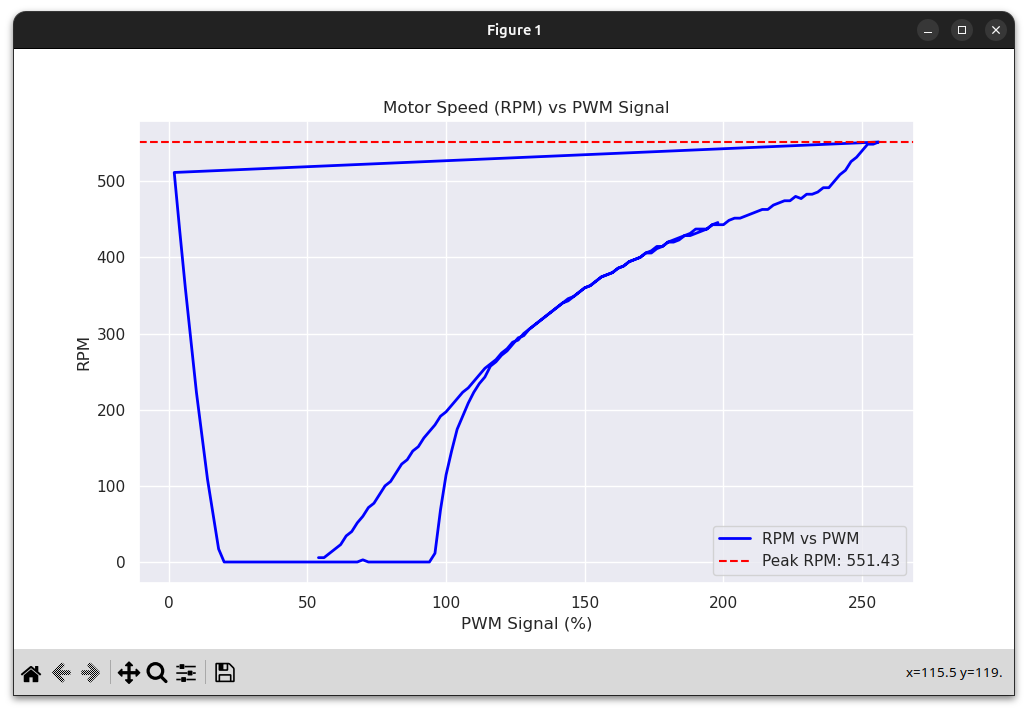 Figure 1
Motor Speed (RPM) vs PWM Signal
500
400
300
200
100
0
RPM
RPM vs PWM
Peak RPM: 551.43
0 50 100 150 200 250
PWM Signal (%)
x=115.5 y=119.